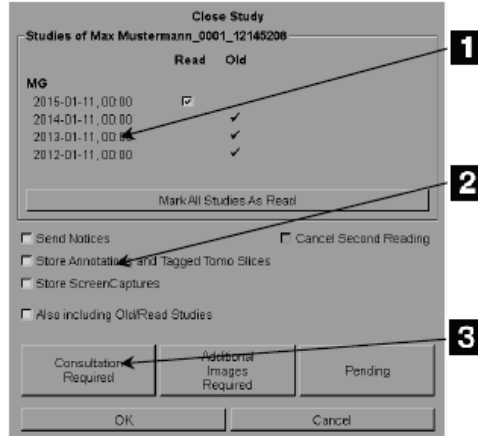 Close Study
Studies of Max Mustermann_0001_12145208
Read Old
MG
2015-01-11, 00:00
2014-01-11, 00:00
2013-01-11, 00:00
2012-01-11, 00:00
Mark All Studies As Read
Send Notices
Cancel Second Reading
Store Annotations and Tagged Tomo Slices
Store ScreenCaptures
Also including Old/Read Studies
Consultation
Required
Additional
Images
Required
Pending
OK
Cancel
1
2
3